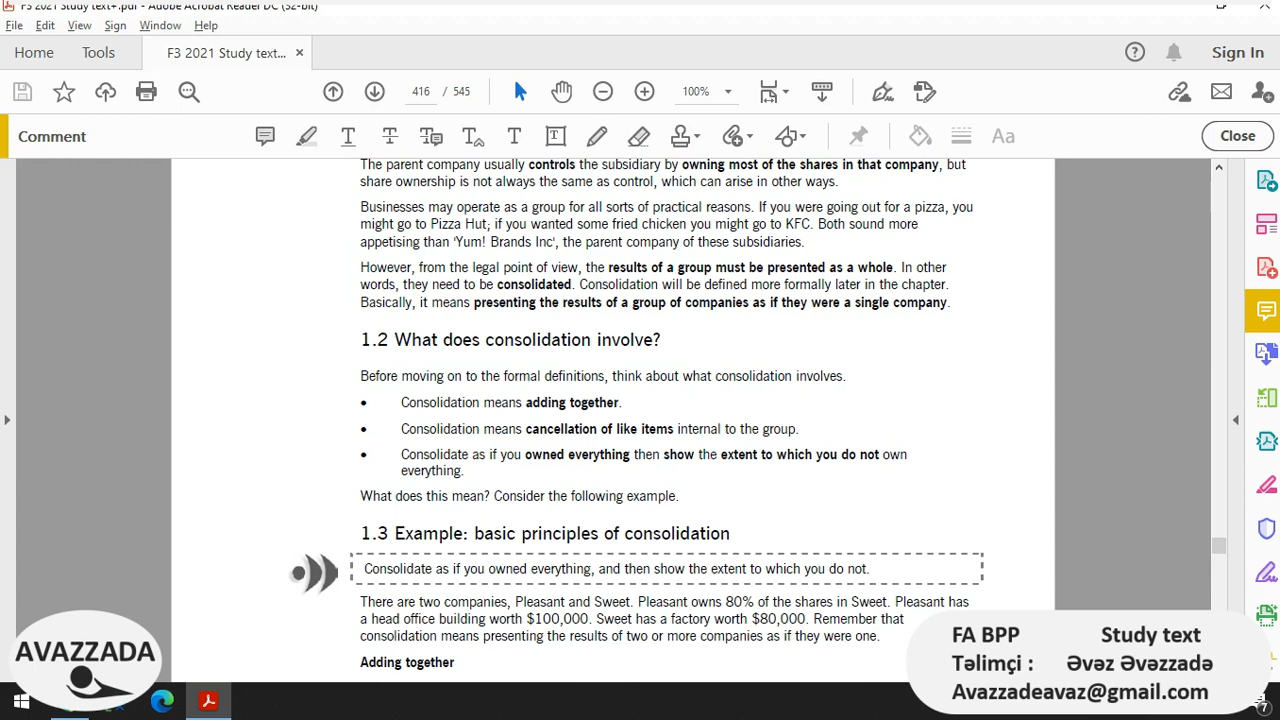 F3 2021 Study text+.pdf - Adobe Acrobat Reader DC (32-bit)
File Edit View Sign Window Help
Home Tools F3 2021 Study text... × Sign In
416 / 545 100%
Comment Aa Close
The parent company usually controls the subsidiary by owning most of the shares in that company, but
share ownership is not always the same as control, which can arise in other ways.
Businesses may operate as a group for all sorts of practical reasons. If you were going out for a pizza, you
might go to Pizza Hut; if you wanted some fried chicken you might go to KFC. Both sound more
appetising than 'Yum! Brands Inc', the parent company of these subsidiaries.
However, from the legal point of view, the results of a group must be presented as a whole. In other
words, they need to be consolidated. Consolidation will be defined more formally later in the chapter.
Basically, it means presenting the results of a group of companies as if they were a single company.
1.2 What does consolidation involve?
Before moving on to the formal definitions, think about what consolidation involves.
• Consolidation means adding together.
• Consolidation means cancellation of like items internal to the group.
• Consolidate as if you owned everything then show the extent to which you do not own
everything.
What does this mean? Consider the following example.
1.3 Example: basic principles of consolidation
Consolidate as if you owned everything, and then show the extent to which you do not.
There are two companies, Pleasant and Sweet. Pleasant owns 80% of the shares in Sweet. Pleasant has
a head office building worth $100,000. Sweet has a factory worth $80,000. Remember that
consolidation means presenting the results of two or more companies as if they were one.
Adding together
AVAZZADA
FA BPP Study text
Təlimçi : Əvəz Əvəzzadə
Avazzadeavaz@gmail.com
7